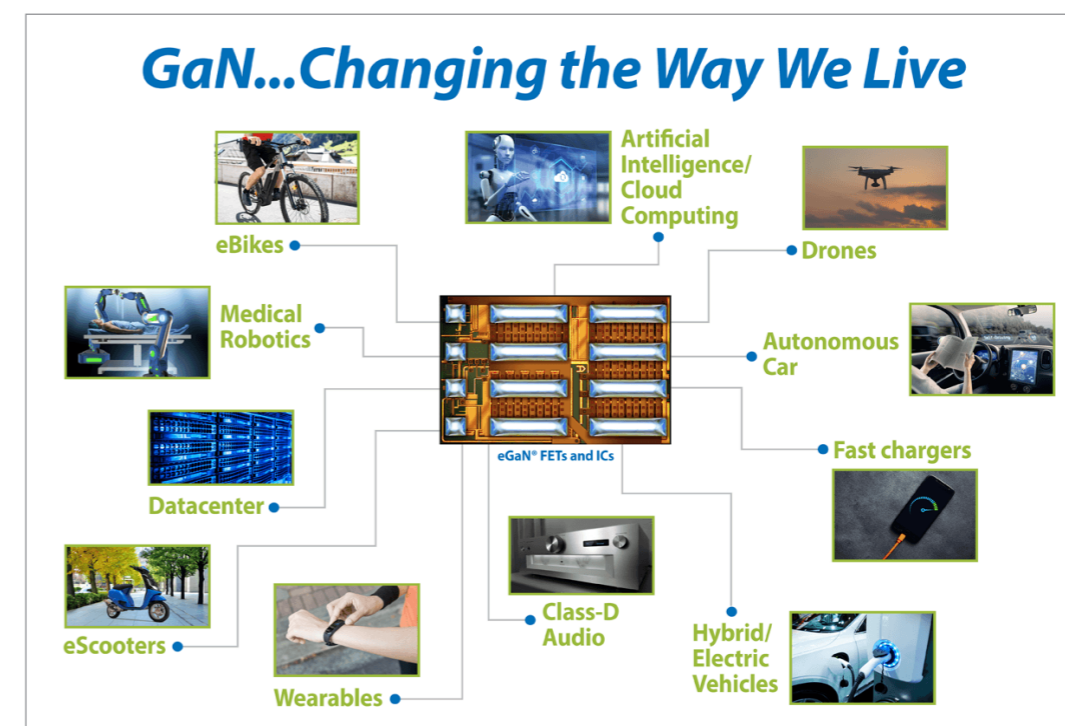 GaN...Changing the Way We Live
Artificial
Intelligence/
Cloud
Computing
eBikes
Drones
Medical
Robotics
Autonomous
Car
eGaN® FETs and ICs
Fast chargers
Datacenter
Class-D
Audio
Hybrid/
Electric
Vehicles
eScooters
Wearables